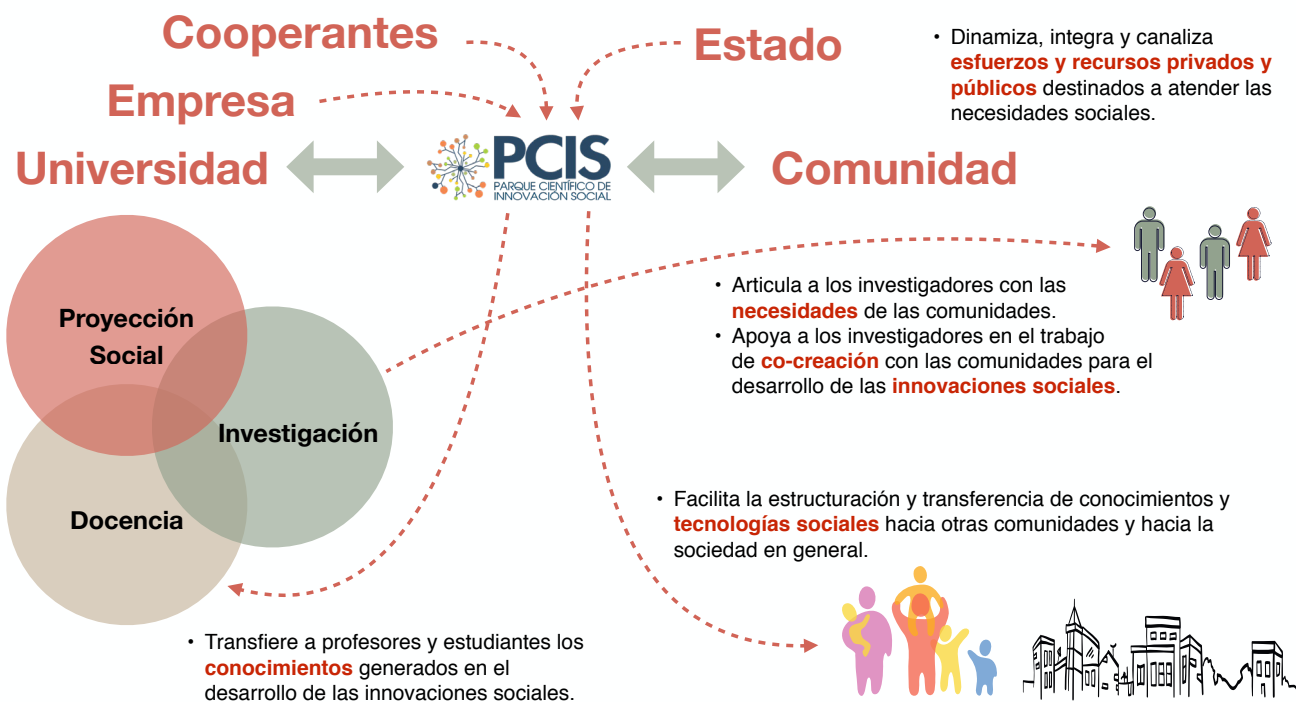 Cooperantes
Estado
Empresa
Universidad
PCIS
PARQUE CIENTÍFICO DE
INNOVACIÓN SOCIAL
Comunidad
• Dinamiza, integra y canaliza
esfuerzos y recursos privados y
públicos destinados a atender las
necesidades sociales.
Proyección
Social
Investigación
Docencia
• Articula a los investigadores con las
necesidades de las comunidades.
• Apoya a los investigadores en el trabajo
de co-creación con las comunidades para el
desarrollo de las innovaciones sociales.
• Facilita la estructuración y transferencia de conocimientos y
tecnologías sociales hacia otras comunidades y hacia la
sociedad en general.
• Transfiere a profesores y estudiantes los
conocimientos generados en el
desarrollo de las innovaciones sociales.